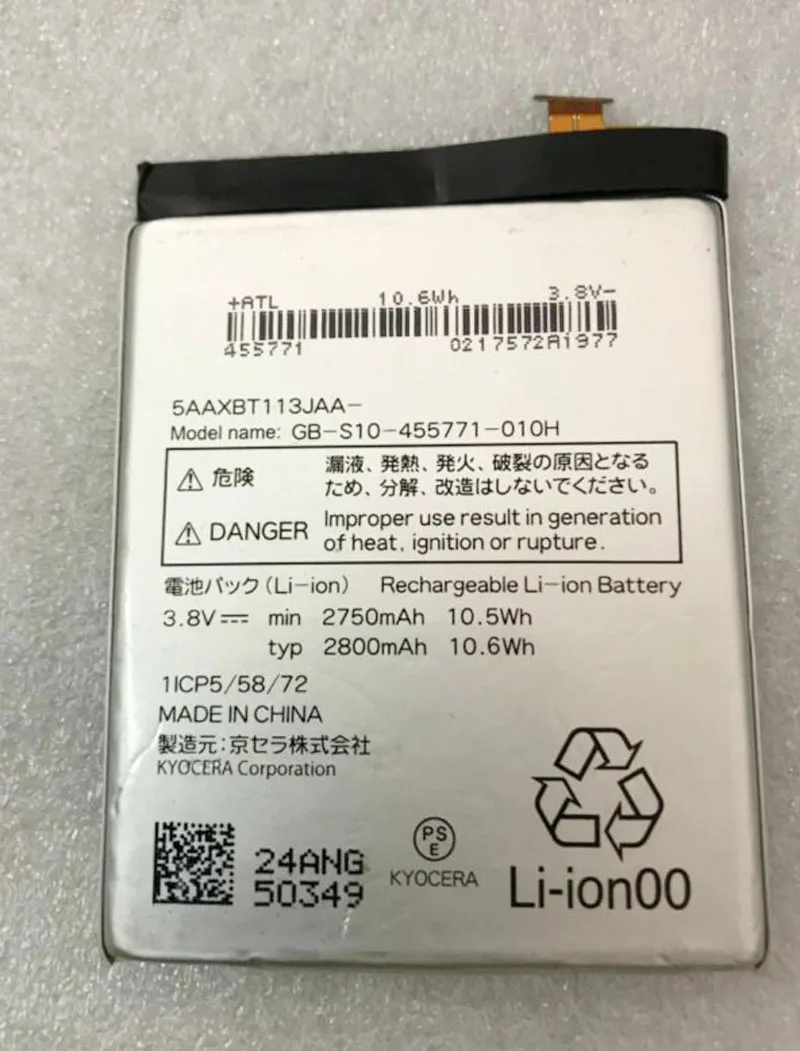 +ATL 10.6Wh 3.8V-
455771 0217572A1977
5AAXBT113JAA-
Model name: GB-S10-455771-010H
⚠ 危険 漏液、発熱、発火、破裂の原因となる
ため、分解、改造はしないでください。
⚠ DANGER Improper use result in generation
of heat, ignition or rupture.
電池パック(Li-ion) Rechargeable Li-ion Battery
3.8V⎓ min 2750mAh 10.5Wh
typ 2800mAh 10.6Wh
1ICP5/58/72
MADE IN CHINA
製造元:京セラ株式会社
KYOCERA Corporation
24ANG
50349
PS
E
KYOCERA
Li-ion00